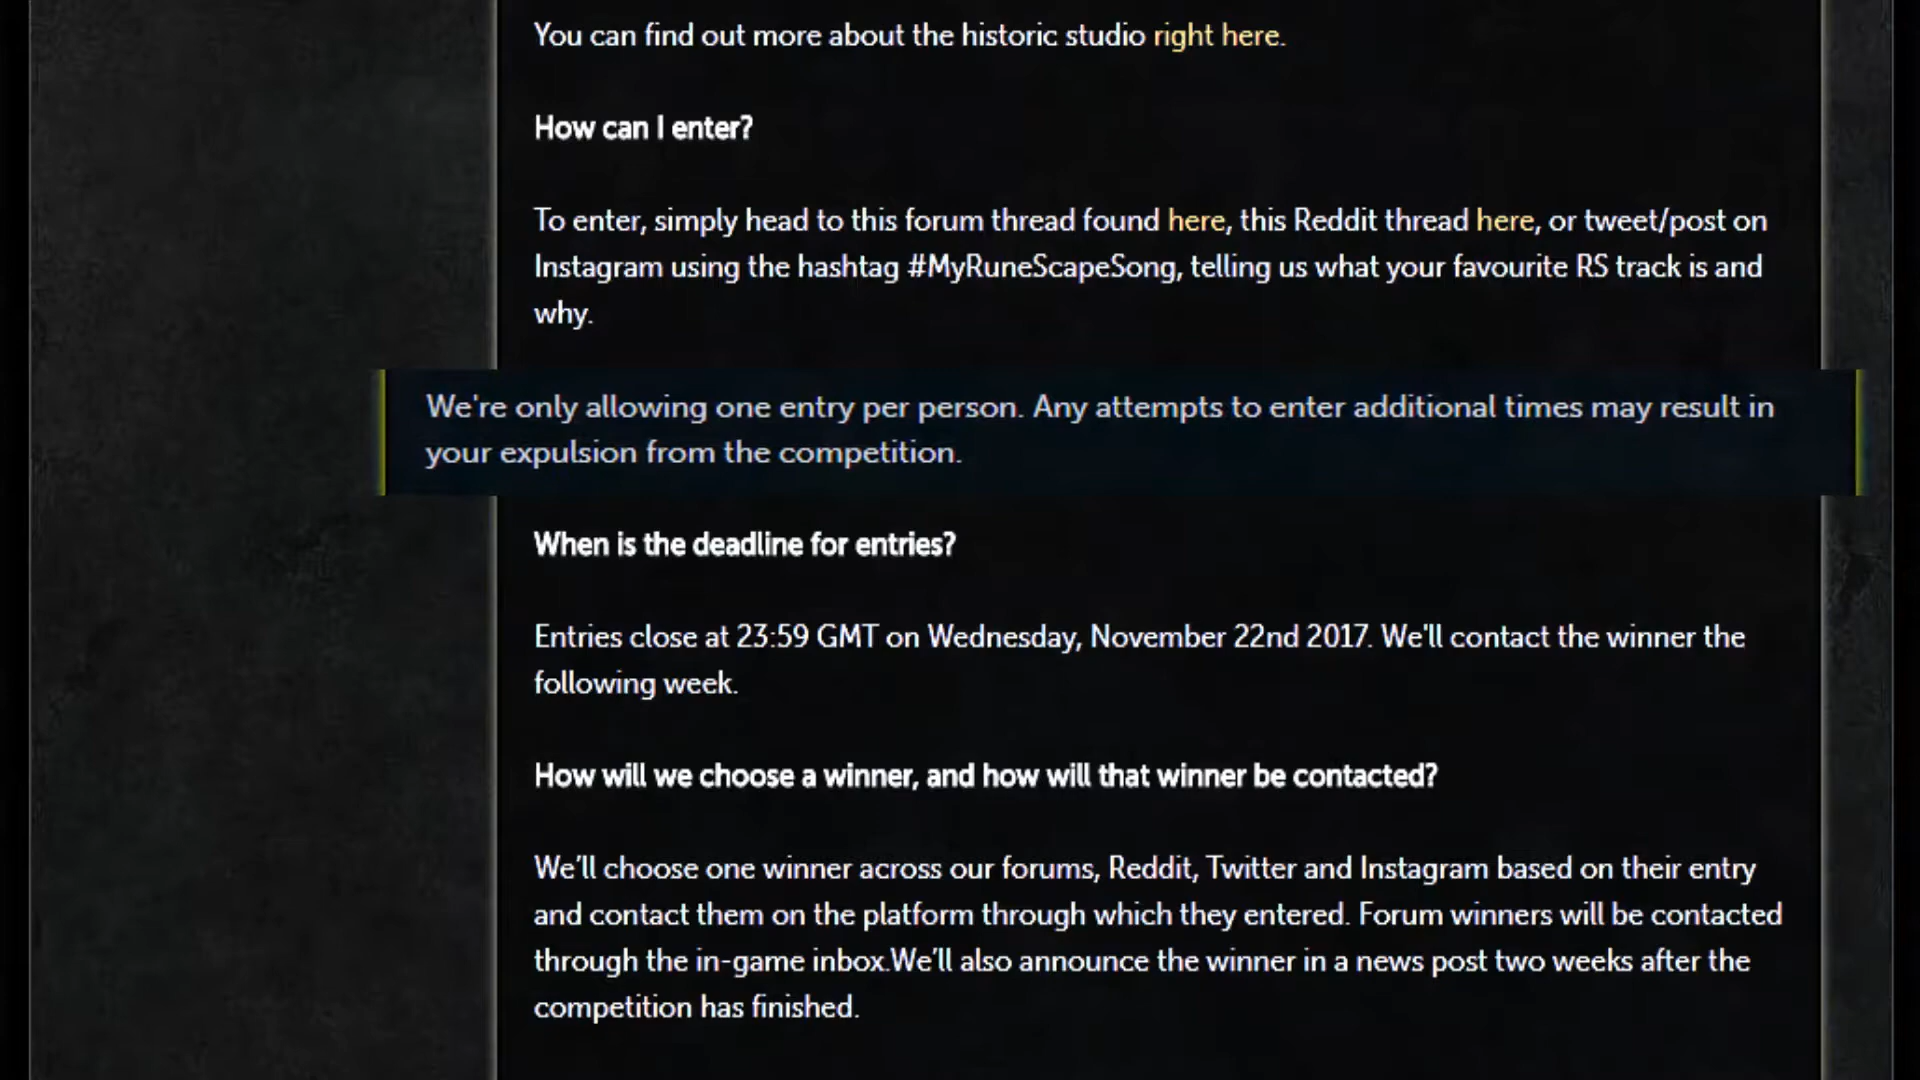 You can find out more about the historic studio right here.
How can I enter?
To enter, simply head to this forum thread found here, this Reddit thread here, or tweet/post on
Instagram using the hashtag #MyRuneScapeSong, telling us what your favourite RS track is and
why.
We're only allowing one entry per person. Any attempts to enter additional times may result in
your expulsion from the competition.
When is the deadline for entries?
Entries close at 23:59 GMT on Wednesday, November 22nd 2017. We'll contact the winner the
following week.
How will we choose a winner, and how will that winner be contacted?
We'll choose one winner across our forums, Reddit, Twitter and Instagram based on their entry
and contact them on the platform through which they entered. Forum winners will be contacted
through the in-game inbox.We'll also announce the winner in a news post two weeks after the
competition has finished.